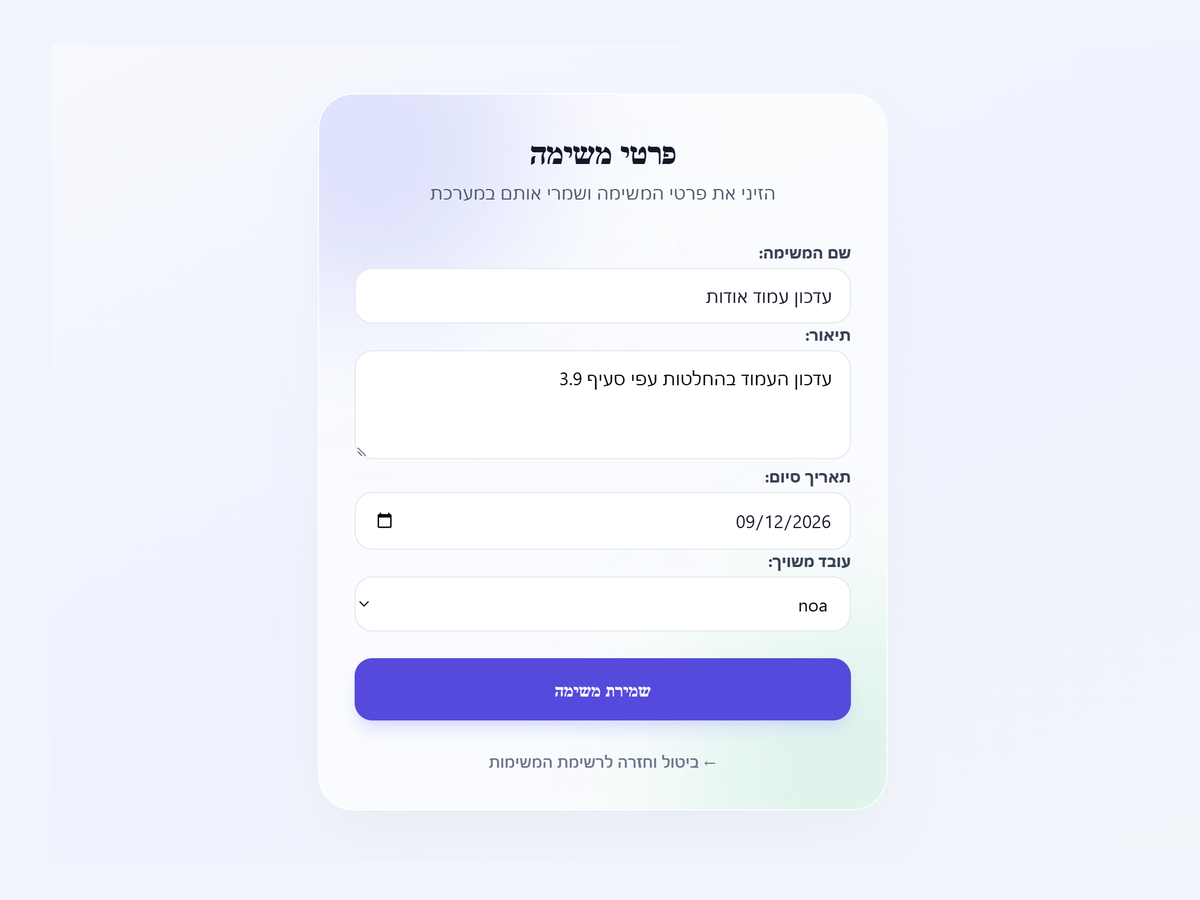 פרטי משימה
הזיני את פרטי המשימה ושמרי אותם במערכת
שם המשימה:
עדכון עמוד אודות
תיאור:
עדכון העמוד בהחלטות עפי סעיף 3.9
תאריך סיום:
09/12/2026
עובד משויך:
noa
שמירת משימה
← ביטול וחזרה לרשימת המשימות